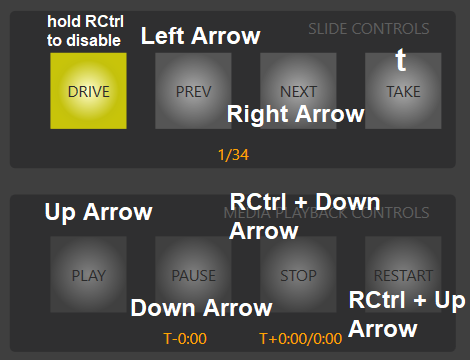 hold RCtrl
to disable
Left Arrow
SLIDE CONTROLS
t
DRIVE
PREV
NEXT
TAKE
Right Arrow
1/34
Up Arrow
RCtrl + Down
Arrow
MEDIA PLAYBACK CONTROLS
PLAY
PAUSE
STOP
RESTART
Down Arrow
RCtrl + Up
Arrow
T-0:00
T+0:00/0:00